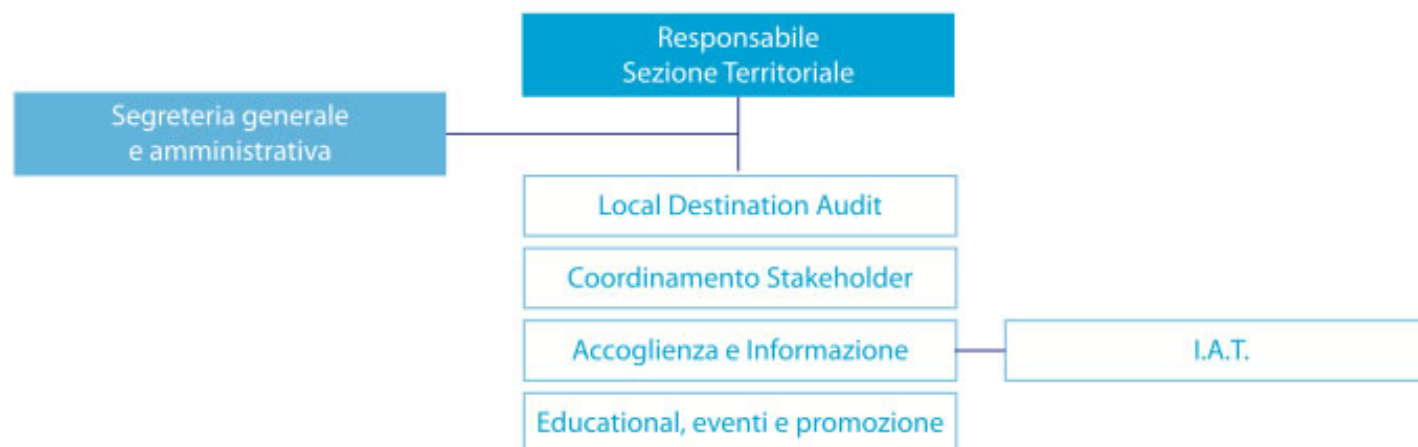 Responsabile
Sezione Territoriale
Segreteria generale
e amministrativa
Local Destination Audit
Coordinamento Stakeholder
Accoglienza e Informazione
I.A.T.
Educational, eventi e promozione